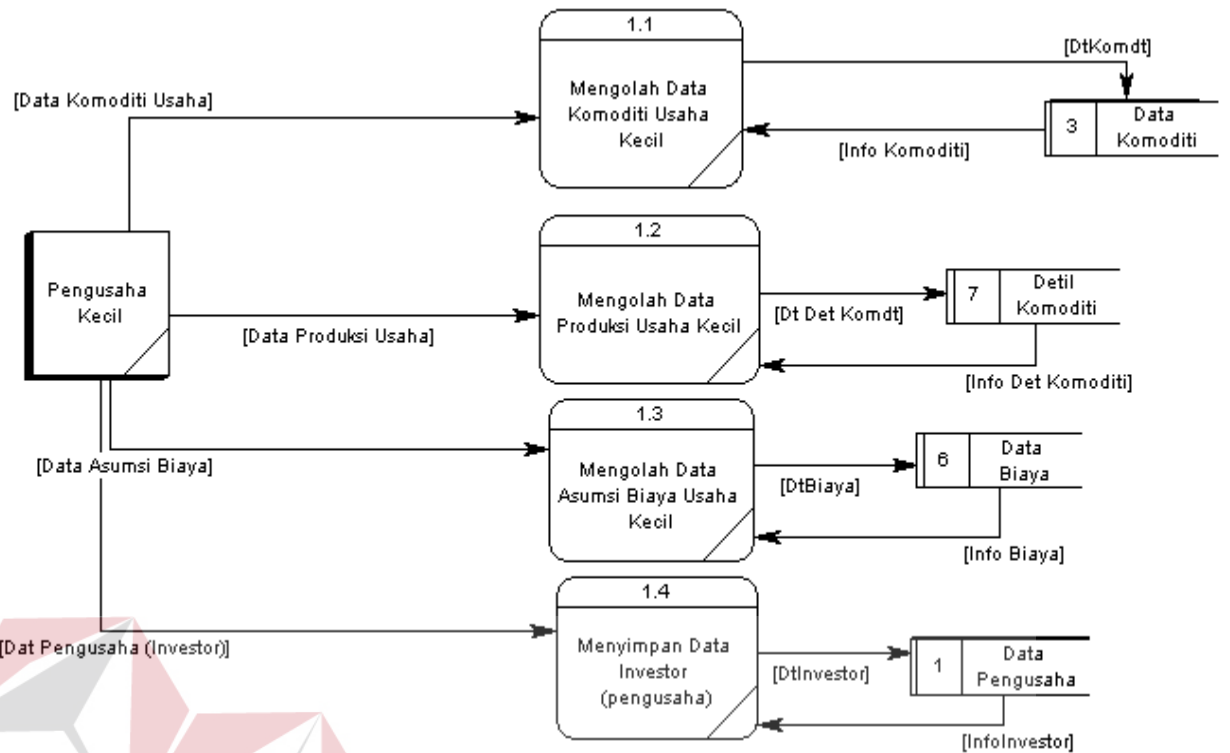 1.1
[DtKomdt]
Mengolah Data
Komoditi Usaha
Kecil
[Data Komoditi Usaha]
3
Data
Komoditi
[Info Komoditi]
1.2
Pengusaha
Kecil
Mengolah Data
Produksi Usaha Kecil
[Data Produksi Usaha]
[Dt Det Komdt]
7
Detil
Komoditi
[Info Det Komoditi]
1.3
[Data Asumsi Biaya]
Mengolah Data
Asumsi Biaya Usaha
Kecil
[DtBiaya]
6
Data
Biaya
[Info Biaya]
1.4
[Dat Pengusaha (Investor)]
Menyimpan Data
Investor
(pengusaha)
[DtInvestor]
1
Data
Pengusaha
[InfoInvestor]